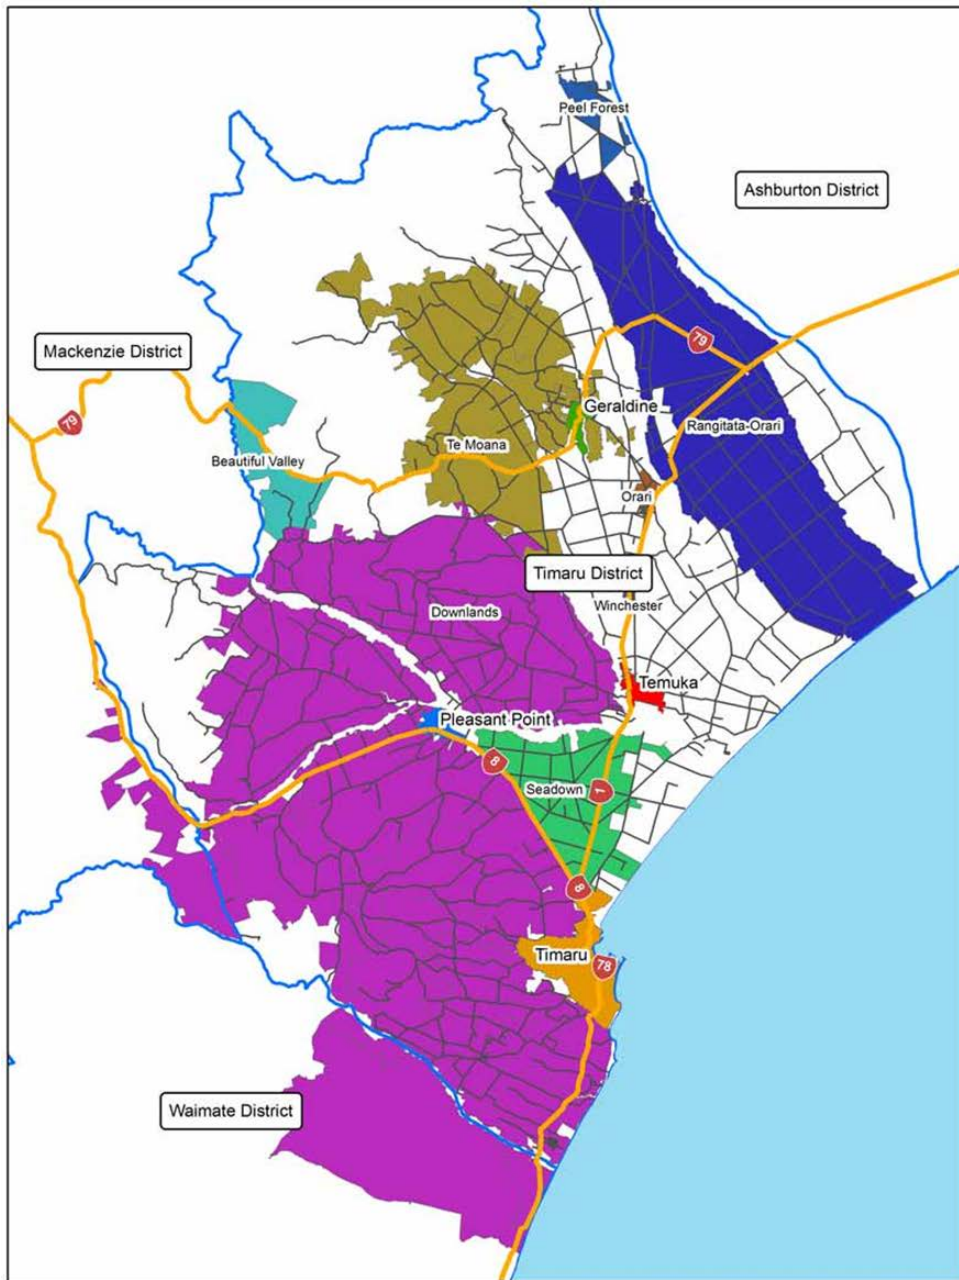 Peel Forest
Ashburton District
Mackenzie District
79
79
Geraldine
Rangitata-Orari
Te Moana
Beautiful Valley
Orari
Timaru District
Winchester
Downlands
Temuka
Pleasant Point
8
Seadown
1
8
Timaru
78
Waimate District